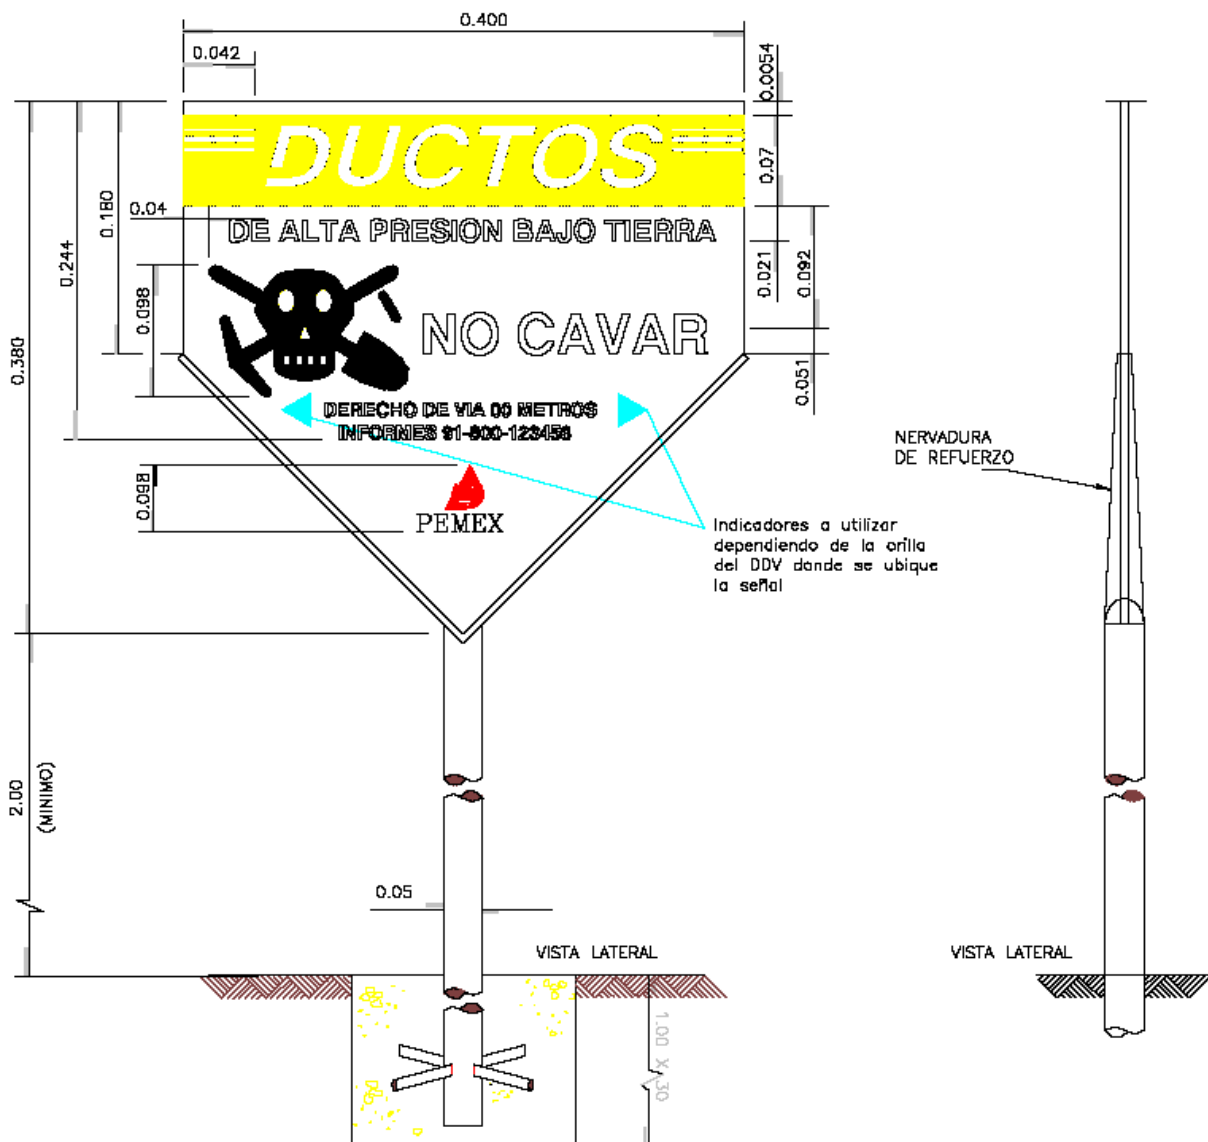 0.400
0.042
0.0054
DUCTOS
0.07
0.04
0.180
DE ALTA PRESION BAJO TIERRA
0.244
0.021
0.092
0.098
NO CAVAR
0.380
0.051
DERECHO DE VIA 00 METROS
INFORMES 91-800-123456
NERVADURA
DE REFUERZO
0.098
PEMEX
Indicadores a utilizar
dependiendo de la orilla
del DDV donde se ubique
la señal
2.00
(MINIMO)
0.05
VISTA LATERAL
VISTA LATERAL
1.00 X .30